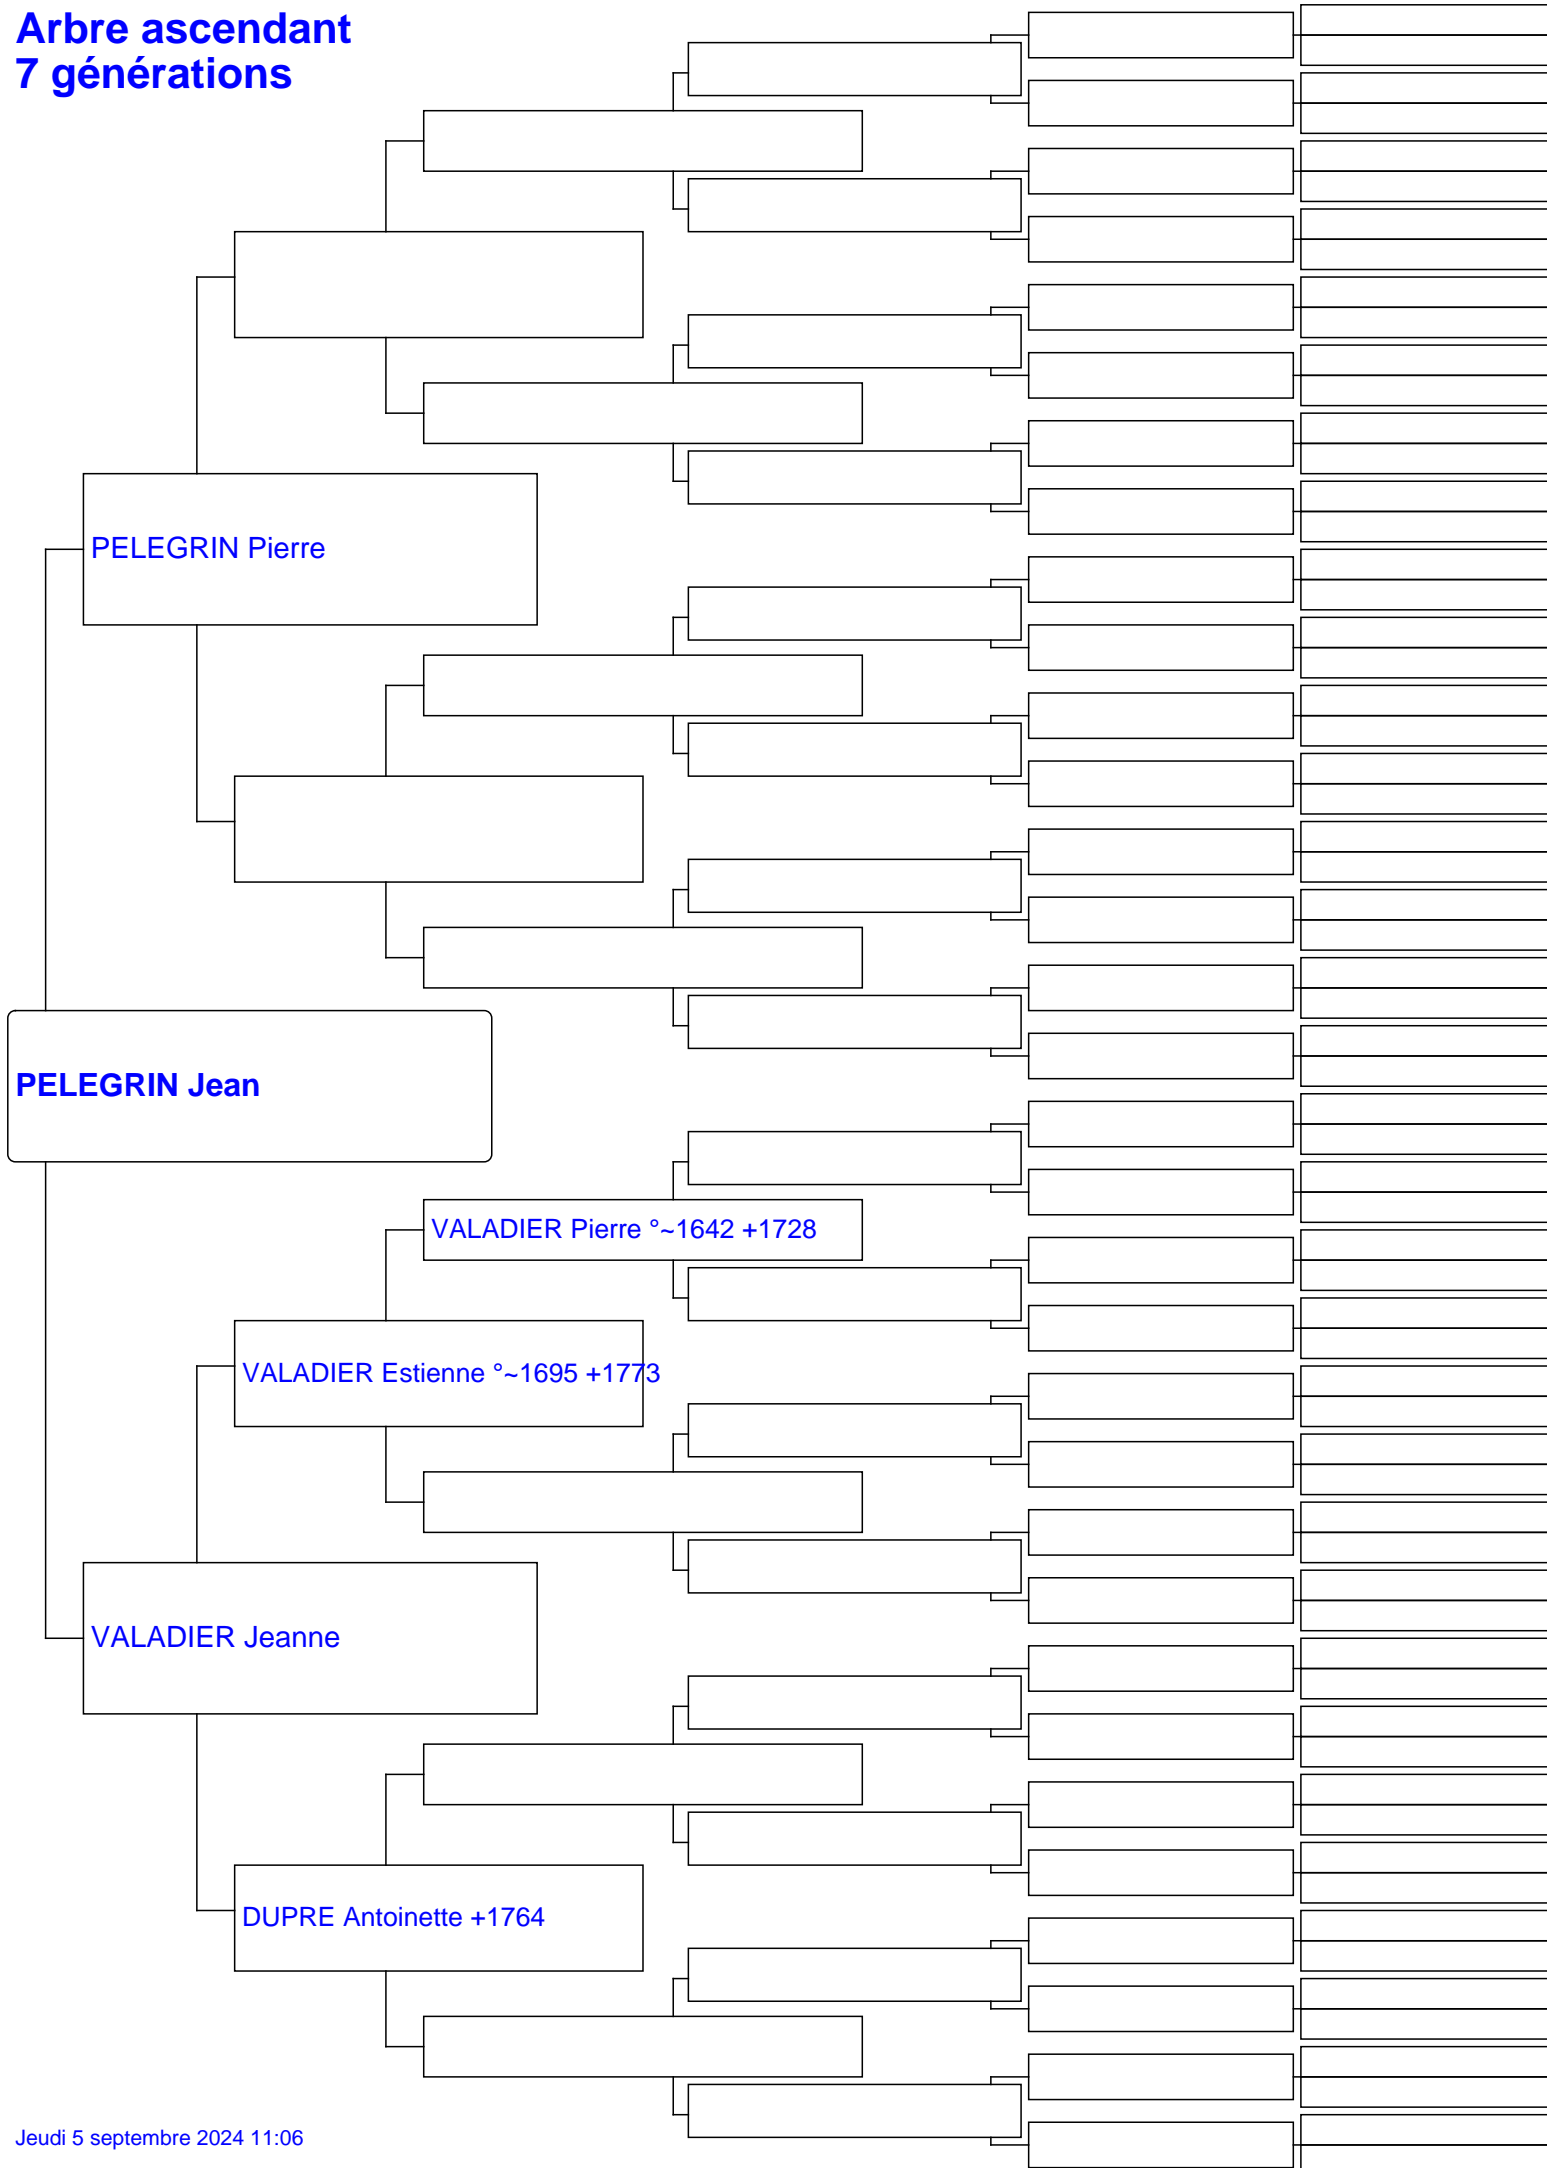 Arbre ascendant
7 générations
PELEGRIN Pierre
PELEGRIN Jean
VALADIER Pierre °~1642 +1728
VALADIER Estienne °~1695 +1773
VALADIER Jeanne
DUPRE Antoinette +1764
Jeudi 5 septembre 2024 11:06